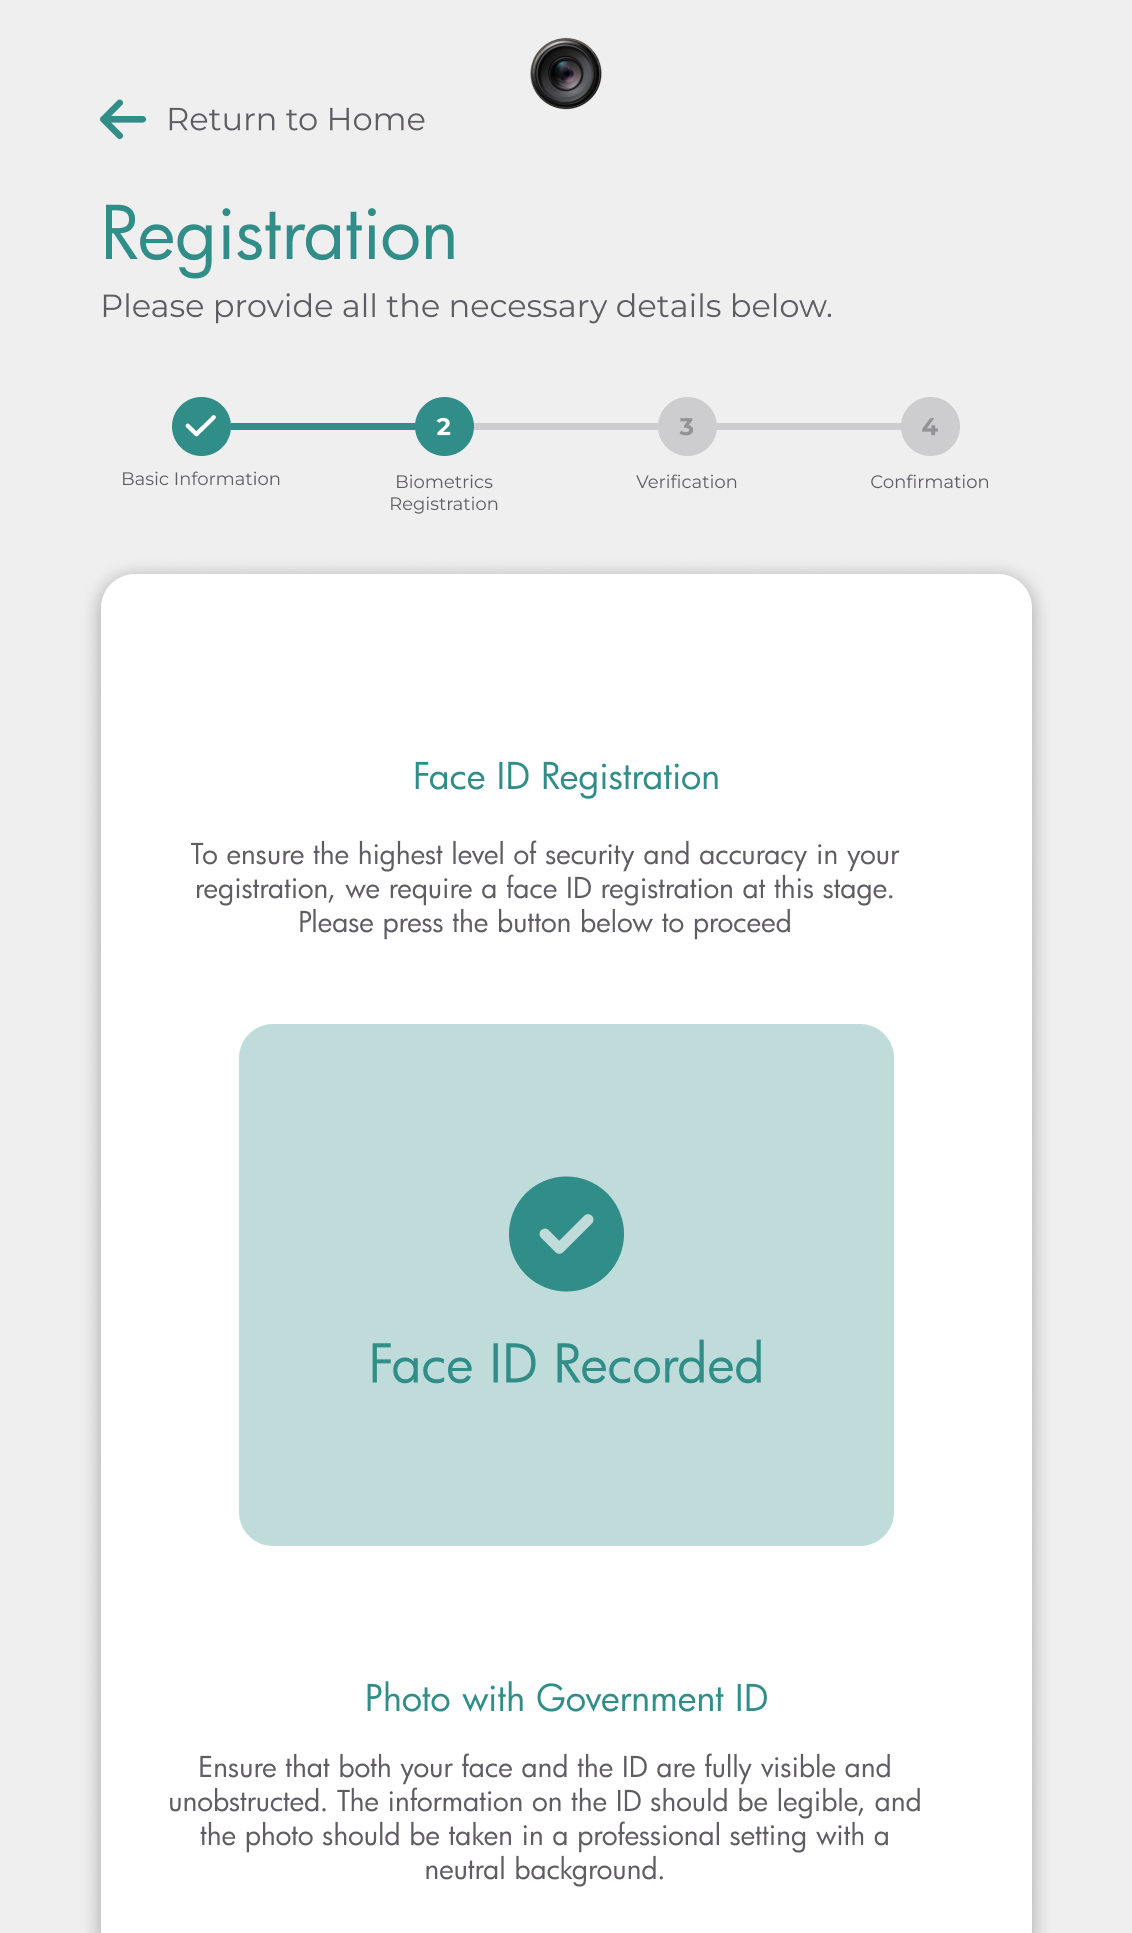 Return to Home
Registration
Please provide all the necessary details below.
2
3
4
Basic Information
Biometrics
Registration
Verification
Confirmation
Face ID Registration
To ensure the highest level of security and accuracy in your
registration, we require a face ID registration at this stage.
Please press the button below to proceed
Face ID Recorded
Photo with Government ID
Ensure that both your face and the ID are fully visible and
unobstructed. The information on the ID should be legible, and
the photo should be taken in a professional setting with a
neutral background.